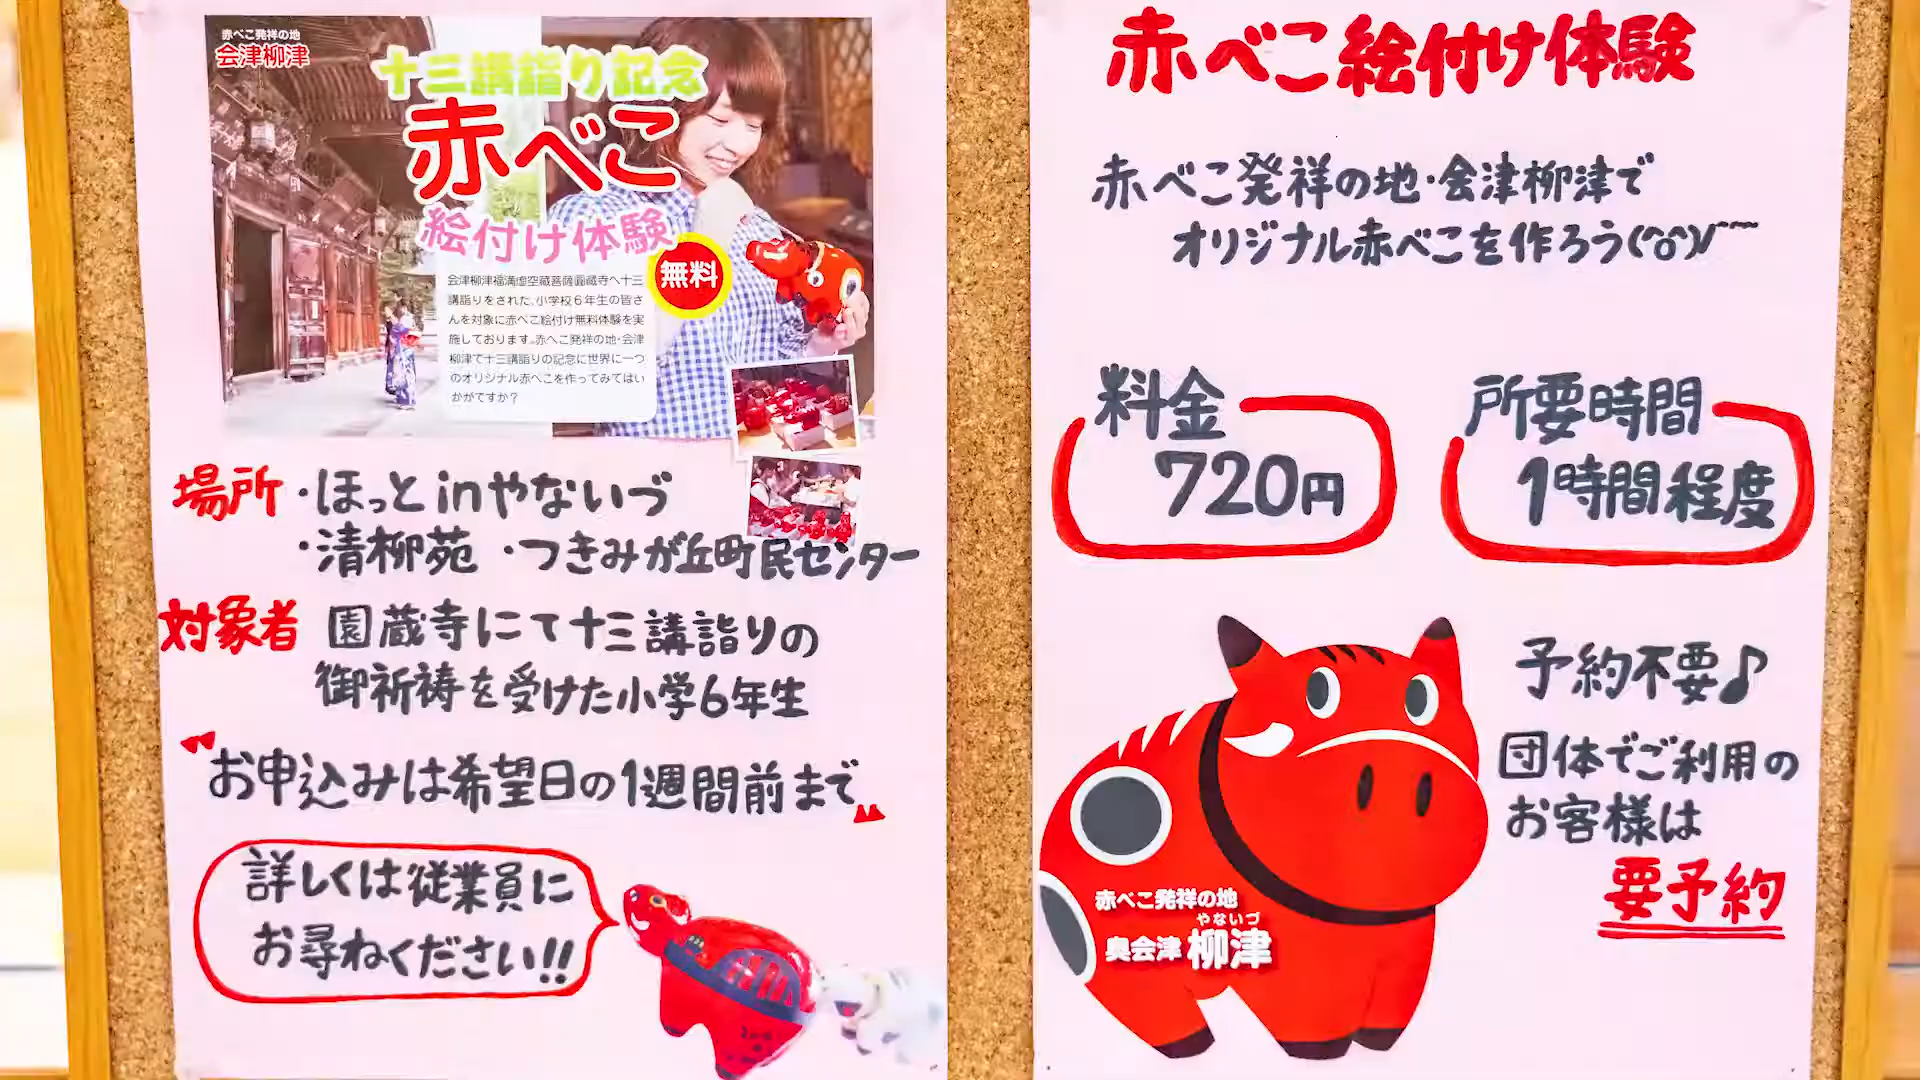 赤べこ発祥の地
会津柳津
十三講詣り記念
赤べこ
絵付け体験
無料
会津柳津福満虚空蔵菩薩圓蔵寺へ十三
講詣りをされた、小学校6年生の皆さ
んを対象に赤べこ絵付け無料体験を実
施しております。赤べこ発祥の地・会津
柳津で十三講詣りの記念に世界に一つ
のオリジナル赤べこを作ってみてはい
かがですか？
場所 ・ほっとinやないづ
・清柳苑 ・つきみが丘町民センター
対象者 園蔵寺にて十三講詣りの
御祈祷を受けた小学6年生
"お申込みは希望日の1週間前まで"
詳しくは従業員に
お尋ねください!!
赤べこ絵付け体験
赤べこ発祥の地・会津柳津で
オリジナル赤べこを作ろう(^o^)/~~
料金
720円
所要時間
1時間程度
予約不要♪
団体でご利用の
お客様は
要予約
赤べこ発祥の地
やないづ
奥会津 柳津